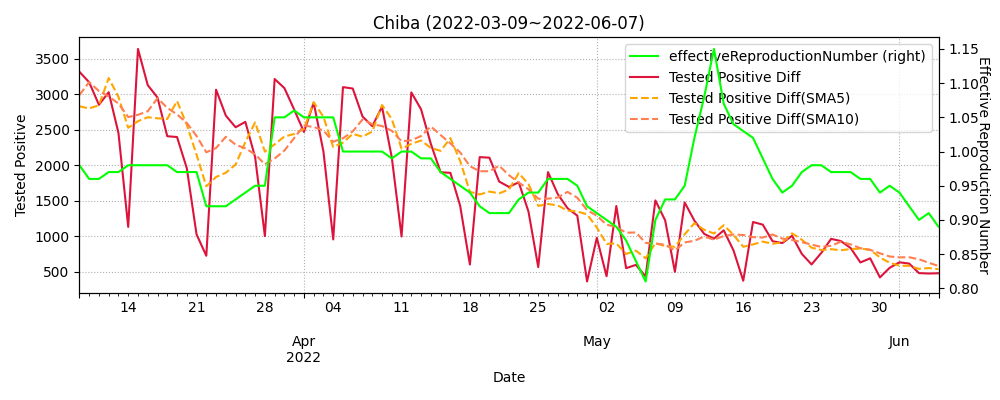 Chiba (2022-03-09~2022-06-07)
effectiveReproductionNumber (right)
Tested Positive Diff
Tested Positive Diff(SMA5)
Tested Positive Diff(SMA10)
Tested Positive
3500
3000
2500
2000
1500
1000
500
Effective Reproduction Number
1.15
1.10
1.05
1.00
0.95
0.90
0.85
0.80
14 21 28 04 11 18 25 02 09 16 23 30
Apr May Jun
2022
Date